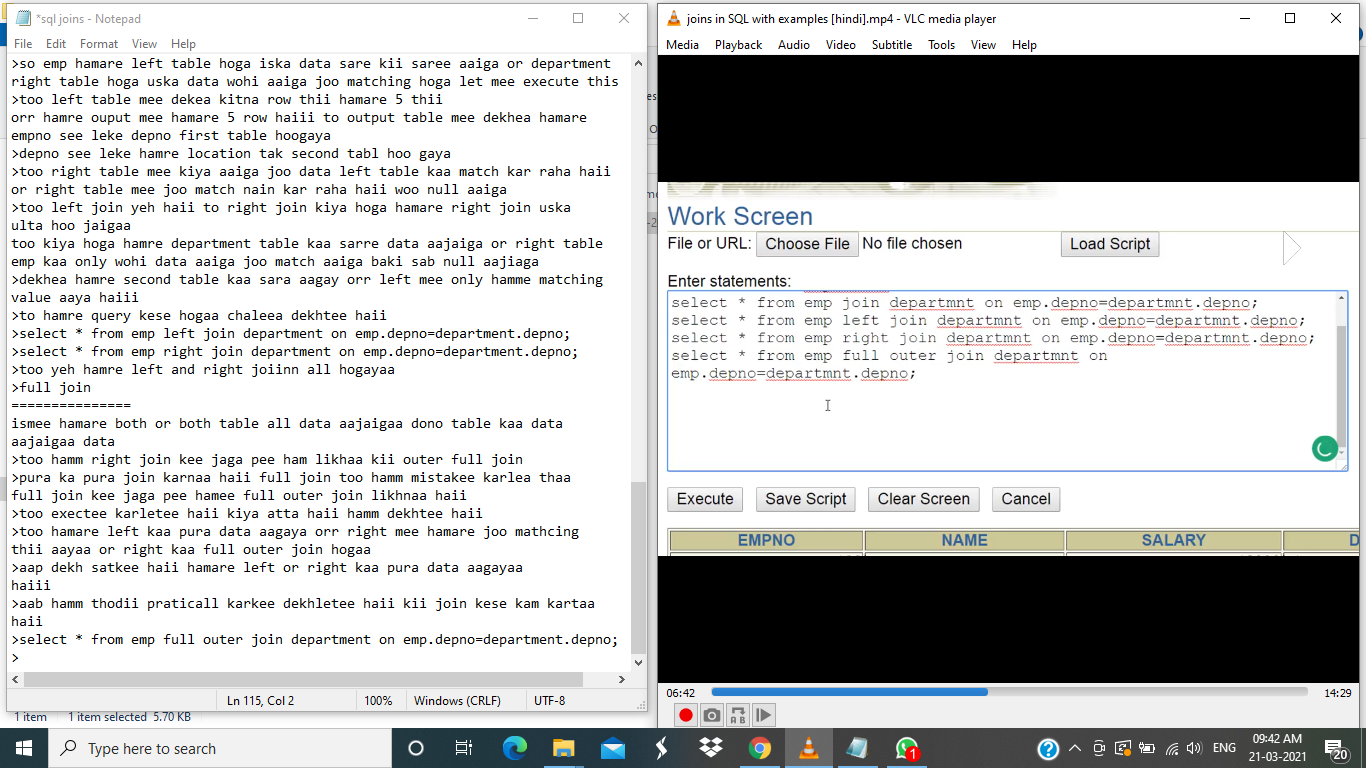 *sql joins - Notepad
File Edit Format View Help
>so emp hamare left table hoga iska data sare kii saree aaiga or department
right table hoga uska data wohi aaiga joo matching hoga let mee execute this
>too left table mee dekea kitna row thii hamare 5 thii
orr hamre ouput mee hamare 5 row haiii to output table mee dekhea hamare
empno see leke depno first table hoogaya
>depno see leke hamre location tak second tabl hoo gaya
>too right table mee kiya aaiga joo data left table kaa match kar raha haii
or right table mee joo match nain kar raha haii woo null aaiga
>too left join yeh haii to right join kiya hoga hamare right join uska
ulta hoo jaigaa
too kiya hoga hamre department table kaa sarre data aajaiga or right table
emp kaa only wohi data aaiga joo match aaiga baki sab null aajiaga
>dekhea hamre second table kaa sara aagay orr left mee only hamme matching
value aaya haiii
>to hamre query kese hogaa chaleea dekhtee haii
>select * from emp left join department on emp.depno=department.depno;
>select * from emp right join department on emp.depno=department.depno;
>too yeh hamre left and right joiinn all hogayaa
>full join
===============
ismee hamare both or both table all data aajaigaa dono table kaa data
aajaigaa data
>too hamm right join kee jaga pee ham likhaa kii outer full join
>pura ka pura join karnaa haii full join too hamm mistakee karlea thaa
full join kee jaga pee hamee full outer join likhnaa haii
>too exectee karletee haii kiya atta haii hamm dekhtee haii
>too hamare left kaa pura data aagaya orr right mee hamare joo mathcing
thii aayaa or right kaa full outer join hogaa
>aap dekh satkee haii hamare left or right kaa pura data aagayaa
haiii
>aab hamm thodii praticall karkee dekhletee haii kii join kese kam kartaa
haii
>select * from emp full outer join department on emp.depno=department.depno;
>
Ln 115, Col 2 100% Windows (CRLF) UTF-8
1 item 1 item selected 5.70 KB
joins in SQL with examples [hindi].mp4 - VLC media player
Media Playback Audio Video Subtitle Tools View Help
Work Screen
File or URL: Choose File No file chosen Load Script
Enter statements:
select * from emp join departmnt on emp.depno=departmnt.depno;
select * from emp left join departmnt on emp.depno=departmnt.depno;
select * from emp right join departmnt on emp.depno=departmnt.depno;
select * from emp full outer join departmnt on
emp.depno=departmnt.depno;
Execute Save Script Clear Screen Cancel
EMPNO NAME SALARY D
06:42 14:29
Type here to search
1
ENG
09:42 AM
21-03-2021
20